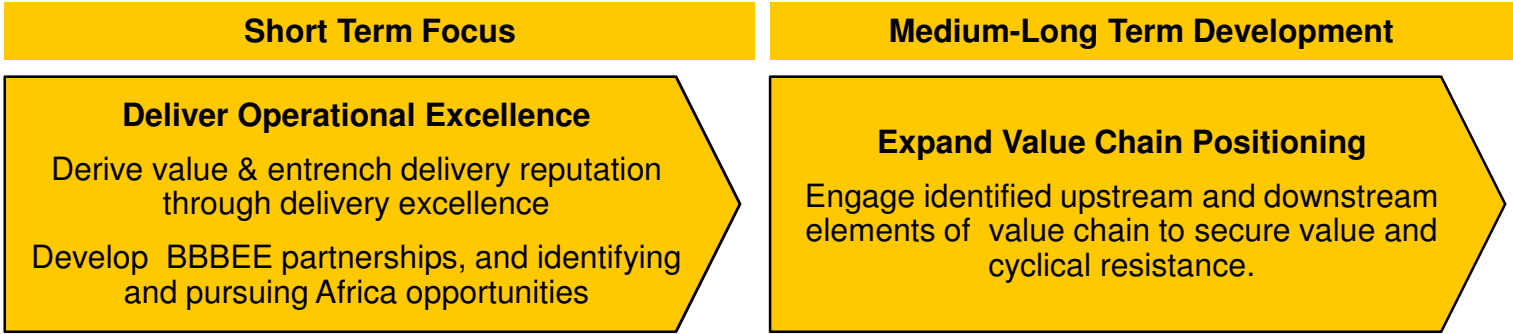 Short Term Focus
Medium-Long Term Development
Deliver Operational Excellence
Derive value & entrench delivery reputation
through delivery excellence
Develop  BBBEE partnerships, and identifying
and pursuing Africa opportunities
Expand Value Chain Positioning
Engage identified upstream and downstream
elements of  value chain to secure value and
cyclical resistance.